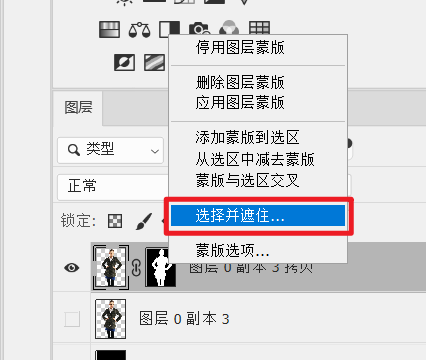 停用图层蒙版
删除图层蒙版
应用图层蒙版
图层
添加蒙版到选区
类型
从选区中减去蒙版
蒙版与选区交叉
正常
选择并遮住...
锁定:
蒙版选项...
图层 0 副本 3 拷贝
图层 0 副本 3